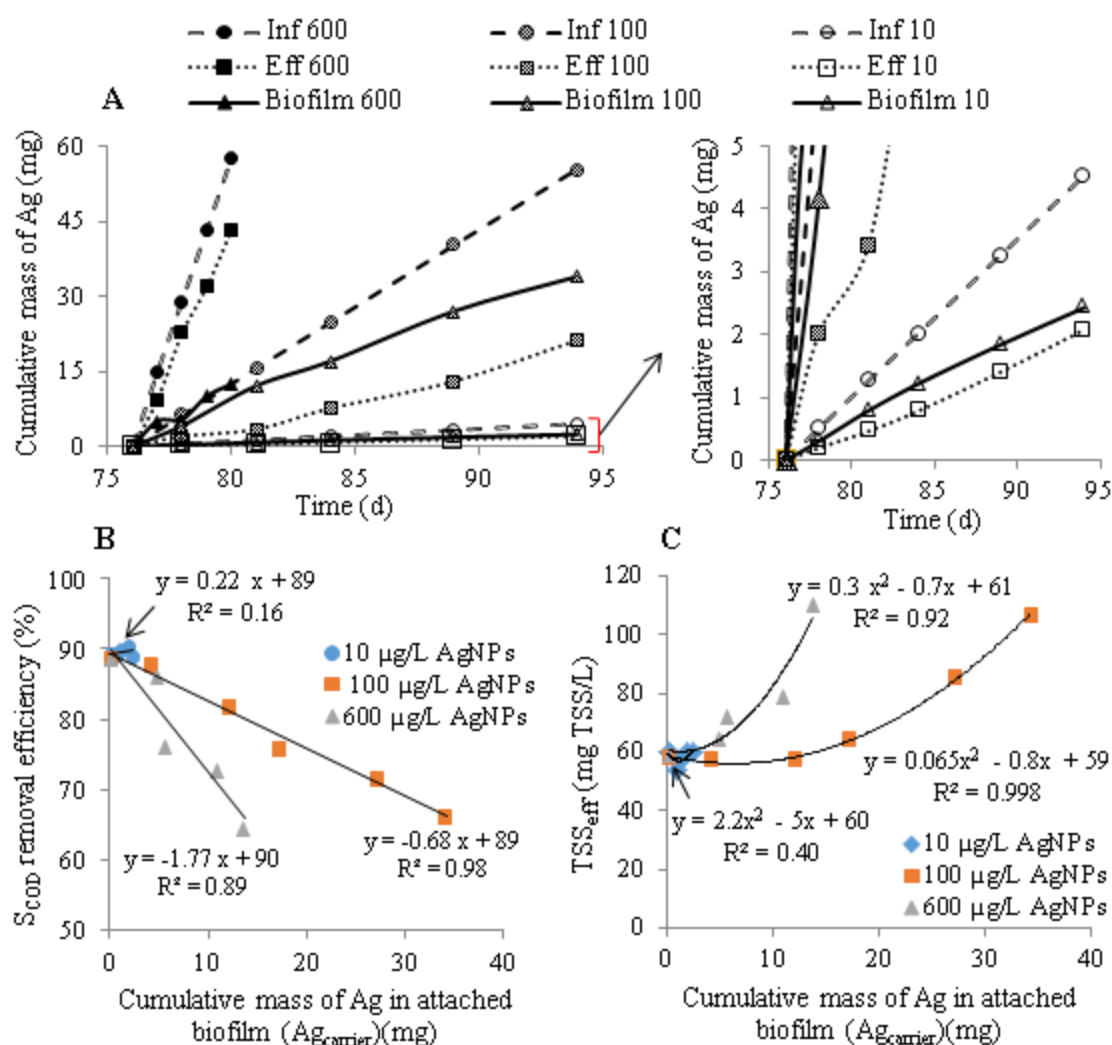 Inf 600
Inf 100
Inf 10
Eff 600
Eff 100
Eff 10
Biofilm 600
Biofilm 100
Biofilm 10
A
Cumulative mass of Ag (mg)
60
45
30
15
0
75
80
85
90
95
Time (d)
Cumulative mass of Ag (mg)
5
4
3
2
1
0
75
80
85
90
95
Time (d)
B
S_COD removal efficiency (%)
100
90
80
70
60
50
y = 0.22 x + 89
R² = 0.16
10 µg/L AgNPs
100 µg/L AgNPs
600 µg/L AgNPs
y = -1.77 x + 90
R² = 0.89
y = -0.68 x + 89
R² = 0.98
0
10
20
30
40
Cumulative mass of Ag in attached
biofilm (Ag_carrier)(mg)
C
TSS_eff (mg TSS/L)
120
100
80
60
40
20
0
y = 0.3 x² - 0.7x + 61
R² = 0.92
y = 0.065x² - 0.8x + 59
R² = 0.998
y = 2.2x² - 5x + 60
R² = 0.40
10 µg/L AgNPs
100 µg/L AgNPs
600 µg/L AgNPs
0
10
20
30
40
Cumulative mass of Ag in attached
biofilm (Ag_carrier)(mg)